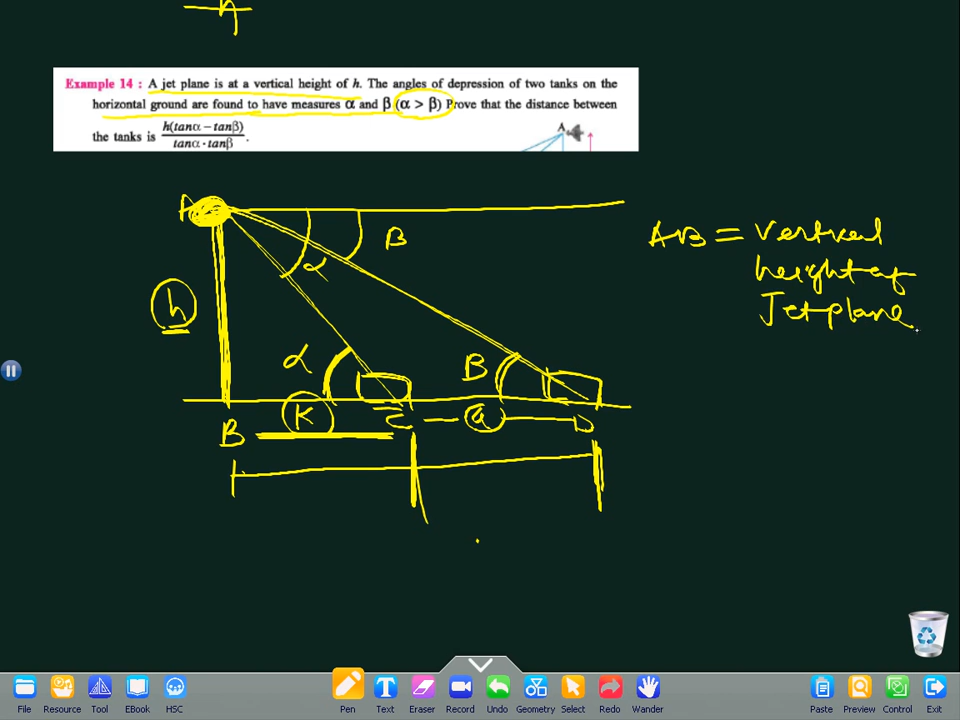 Example 14 : A jet plane is at a vertical height of h. The angles of depression of two tanks on the
horizontal ground are found to have measures α and β (α > β) Prove that the distance between
the tanks is h(tanα – tanβ)
tanα · tanβ .
A
A
B
α
AB = Vertical
height of
Jetplane
h
α
B
K
B
C
a
D
File
Resource
Tool
EBook
HSC
Pen
Text
Eraser
Record
Undo
Geometry
Select
Redo
Wander
Paste
Preview
Control
Exit